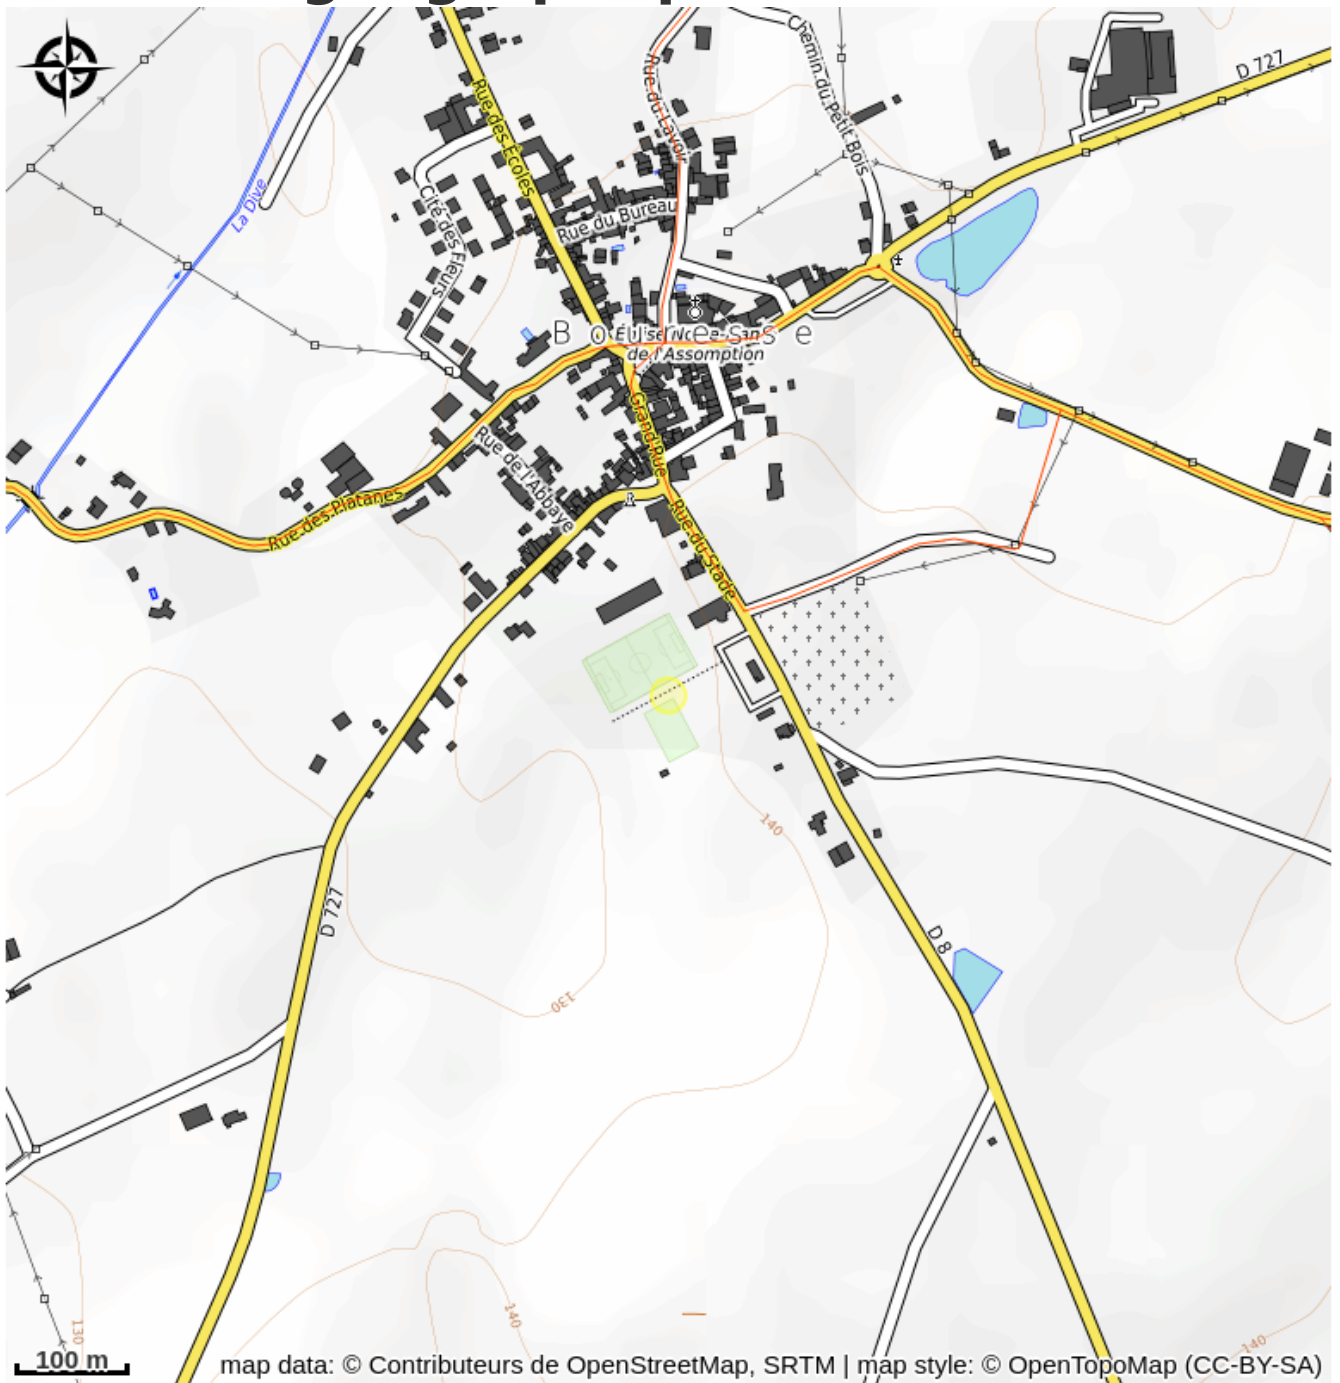 Chemin du Petit Bois
D 727
Rue du Lavoir
Rue des Écoles
La Dive
Cité des Fleurs
Rue du Bureau
Bouresse
de l'Assomption
Grand'Rue
Rue de l'Abbaye
Rue des Platanes
Rue du Stade
140
D 727
D 8
130
140
130
140
100 m
map data: © Contributeurs de OpenStreetMap, SRTM | map style: © OpenTopoMap (CC-BY-SA)